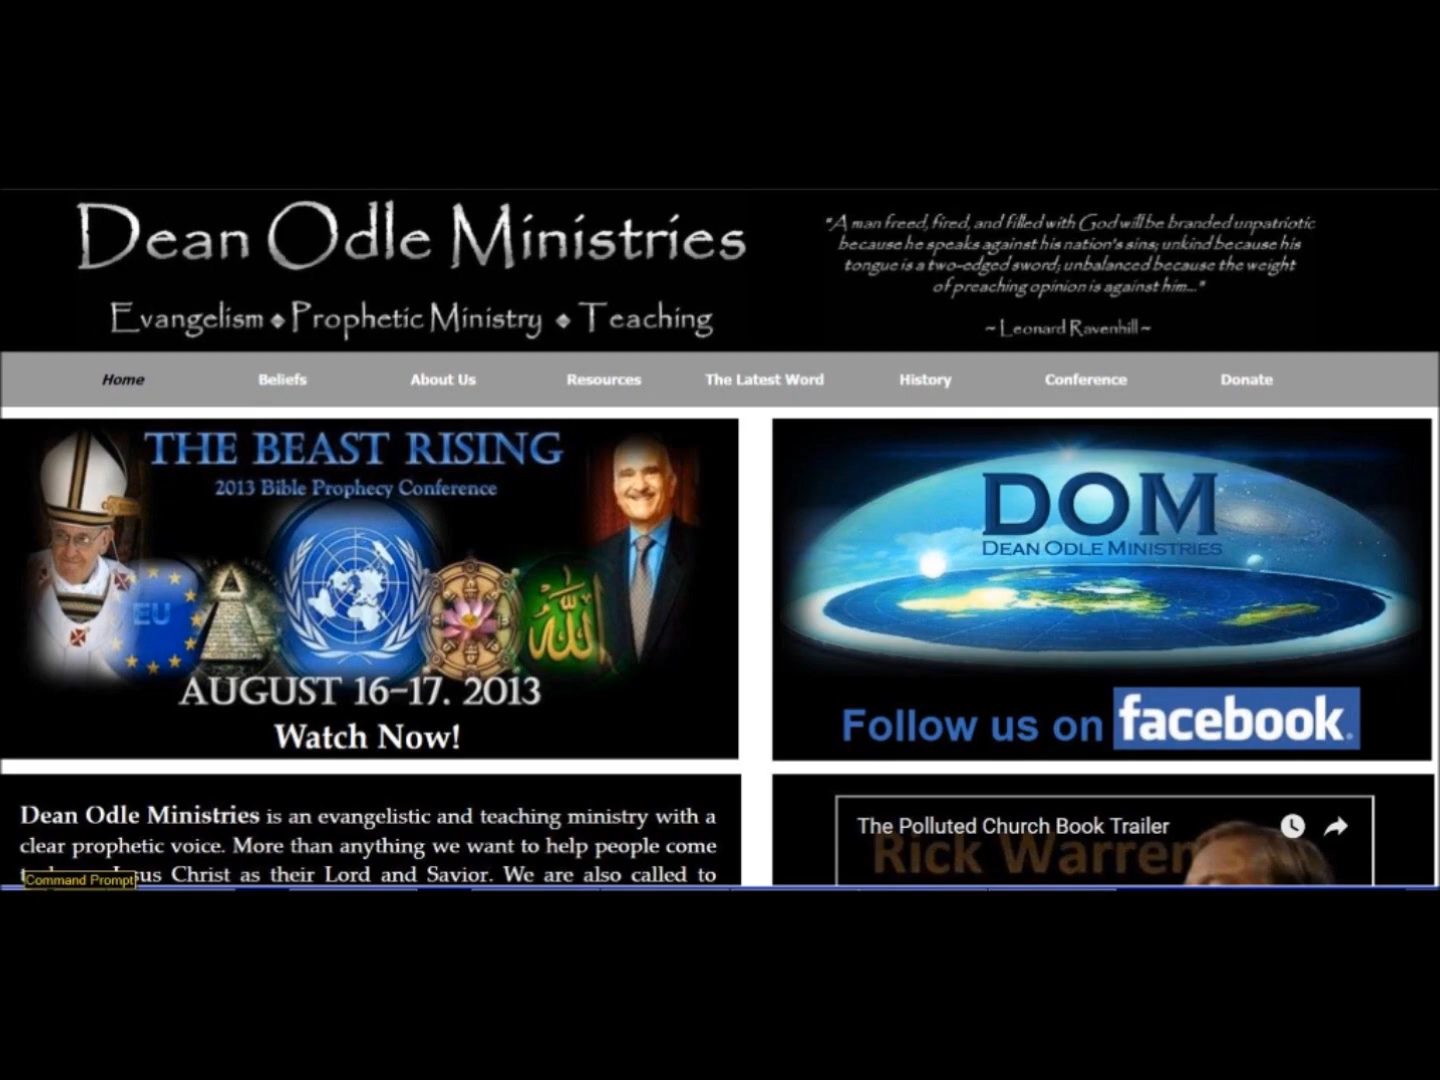 Dean Odle Ministries
Evangelism ◆ Prophetic Ministry ◆ Teaching
"A man freed, fired, and filled with God will be branded unpatriotic
because he speaks against his nation's sins; unkind because his
tongue is a two-edged sword; unbalanced because the weight
of preaching opinion is against him..."
~ Leonard Ravenhill ~
Home Beliefs About Us Resources The Latest Word History Conference Donate
THE BEAST RISING
2013 Bible Prophecy Conference
EU
الله
AUGUST 16-17, 2013
Watch Now!
DOM
DEAN ODLE MINISTRIES
Follow us on facebook.
Dean Odle Ministries is an evangelistic and teaching ministry with a
clear prophetic voice. More than anything we want to help people come
Christ as their Lord and Savior. We are also called to
Command Prompt
The Polluted Church Book Trailer
Rick Warren's